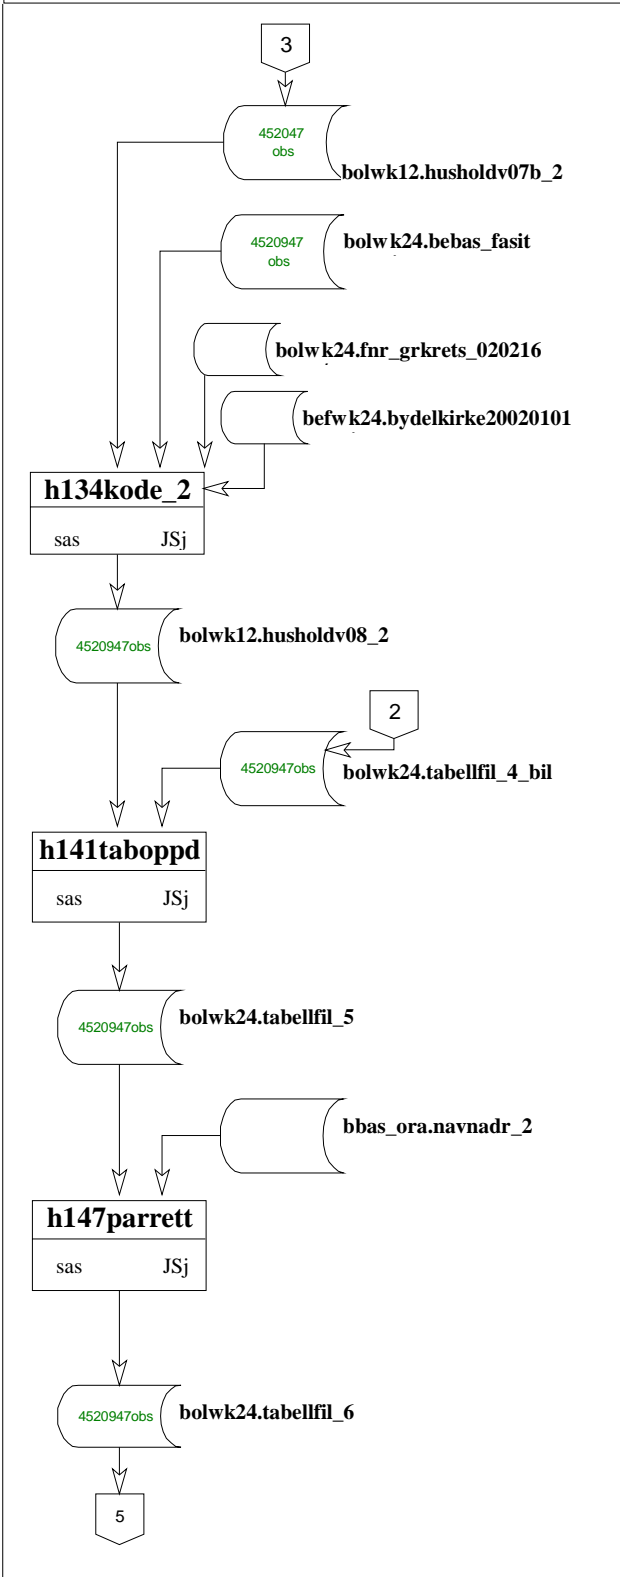 3
452047
obs
bolwk12.husholdv07b_2
4520947
obs
bolwk24.bebas_fasit
bolwk24.fnr_grkrets_020216
befwk24.bydelkirke20020101
h134kode_2
sas JSj
4520947obs
bolwk12.husholdv08_2
2
4520947obs
bolwk24.tabellfil_4_bil
h141taboppd
sas JSj
4520947obs
bolwk24.tabellfil_5
bbas_ora.navnadr_2
h147parrett
sas JSj
4520947obs
bolwk24.tabellfil_6
5